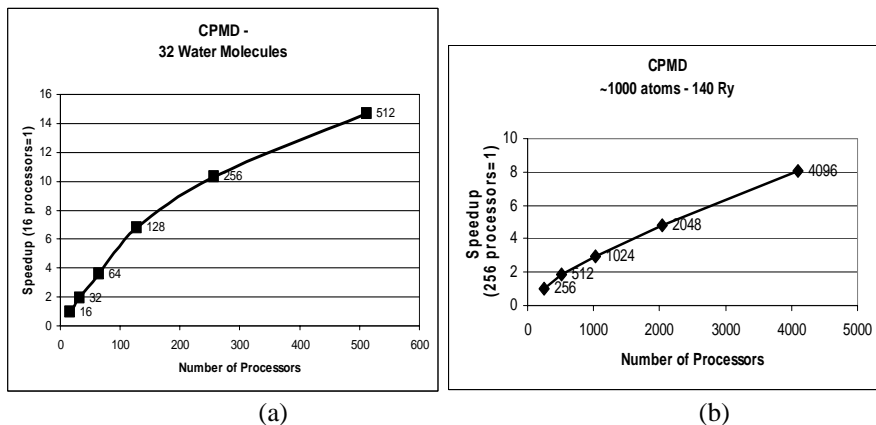 CPMD -
32 Water Molecules
Speedup (16 processors=1)
16
14
12
10
8
6
4
2
0
512
256
128
64
32
16
0 100 200 300 400 500 600
Number of Processors
(a)
CPMD
~1000 atoms - 140 Ry
Speedup
(256 processors= 1)
10
8
6
4
2
0
4096
2048
1024
512
256
0 1000 2000 3000 4000 5000
Number of Processors
(b)